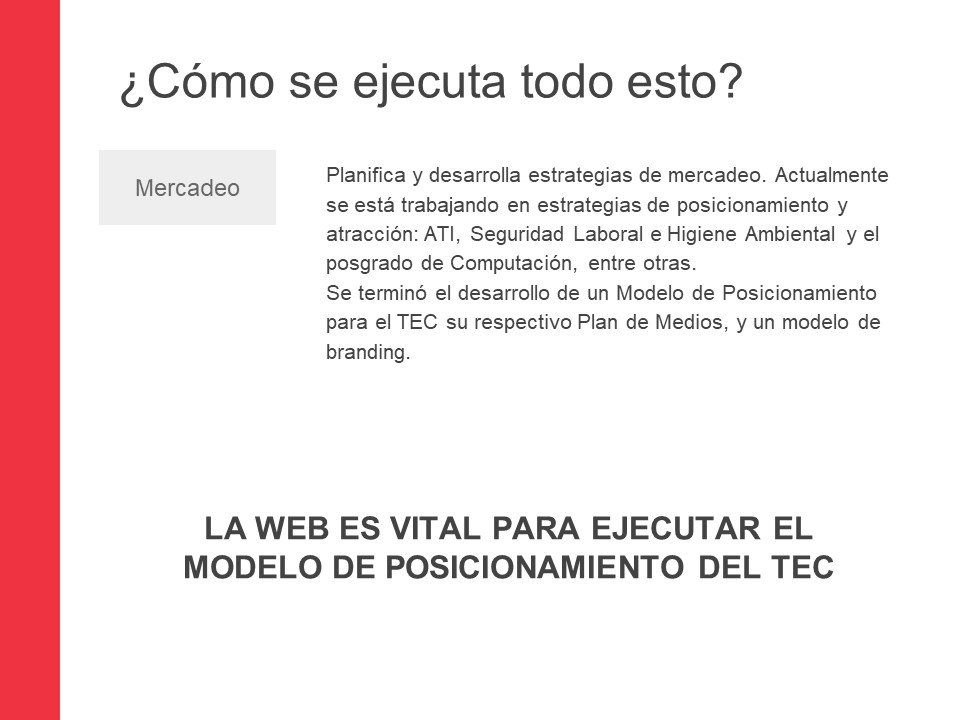 ¿Cómo se ejecuta todo esto?
Mercadeo
Planifica y desarrolla estrategias de mercadeo. Actualmente
se está trabajando en estrategias de posicionamiento y
atracción: ATI, Seguridad Laboral e Higiene Ambiental y el
posgrado de Computación, entre otras.
Se terminó el desarrollo de un Modelo de Posicionamiento
para el TEC su respectivo Plan de Medios, y un modelo de
branding.
LA WEB ES VITAL PARA EJECUTAR EL
MODELO DE POSICIONAMIENTO DEL TEC